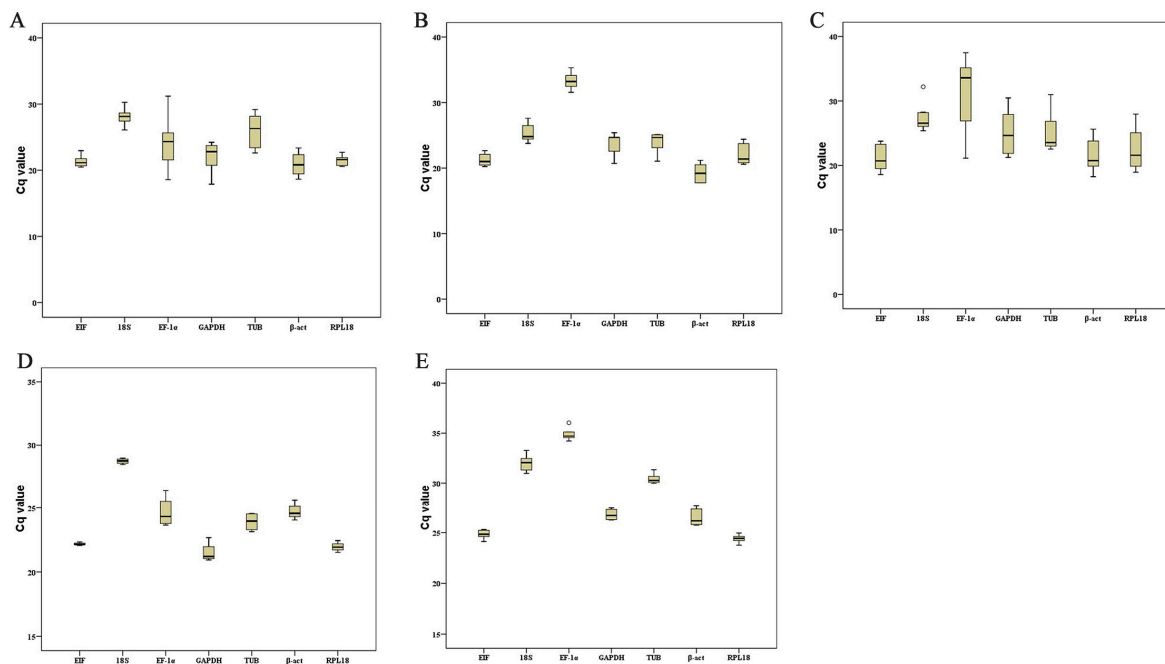 A
Cq value
40
30
20
10
0
EIF 18S EF-1α GAPDH TUB β-act RPL18
B
Cq value
40
30
20
10
0
EIF 18S EF-1α GAPDH TUB β-act RPL18
C
Cq value
40
30
20
10
0
EIF 18S EF-1α GAPDH TUB β-act RPL18
D
Cq value
35
30
25
20
15
EIF 18S EF-1α GAPDH TUB β-act RPL18
E
Cq value
40
35
30
25
20
15
EIF 18S EF-1α GAPDH TUB β-act RPL18